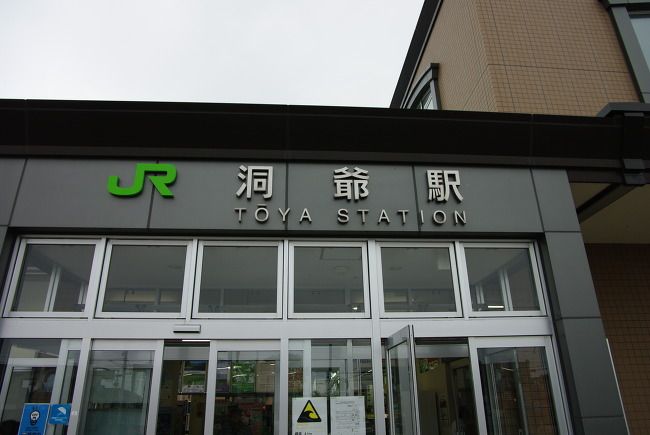 JR 洞爺駅
TŌYA STATION